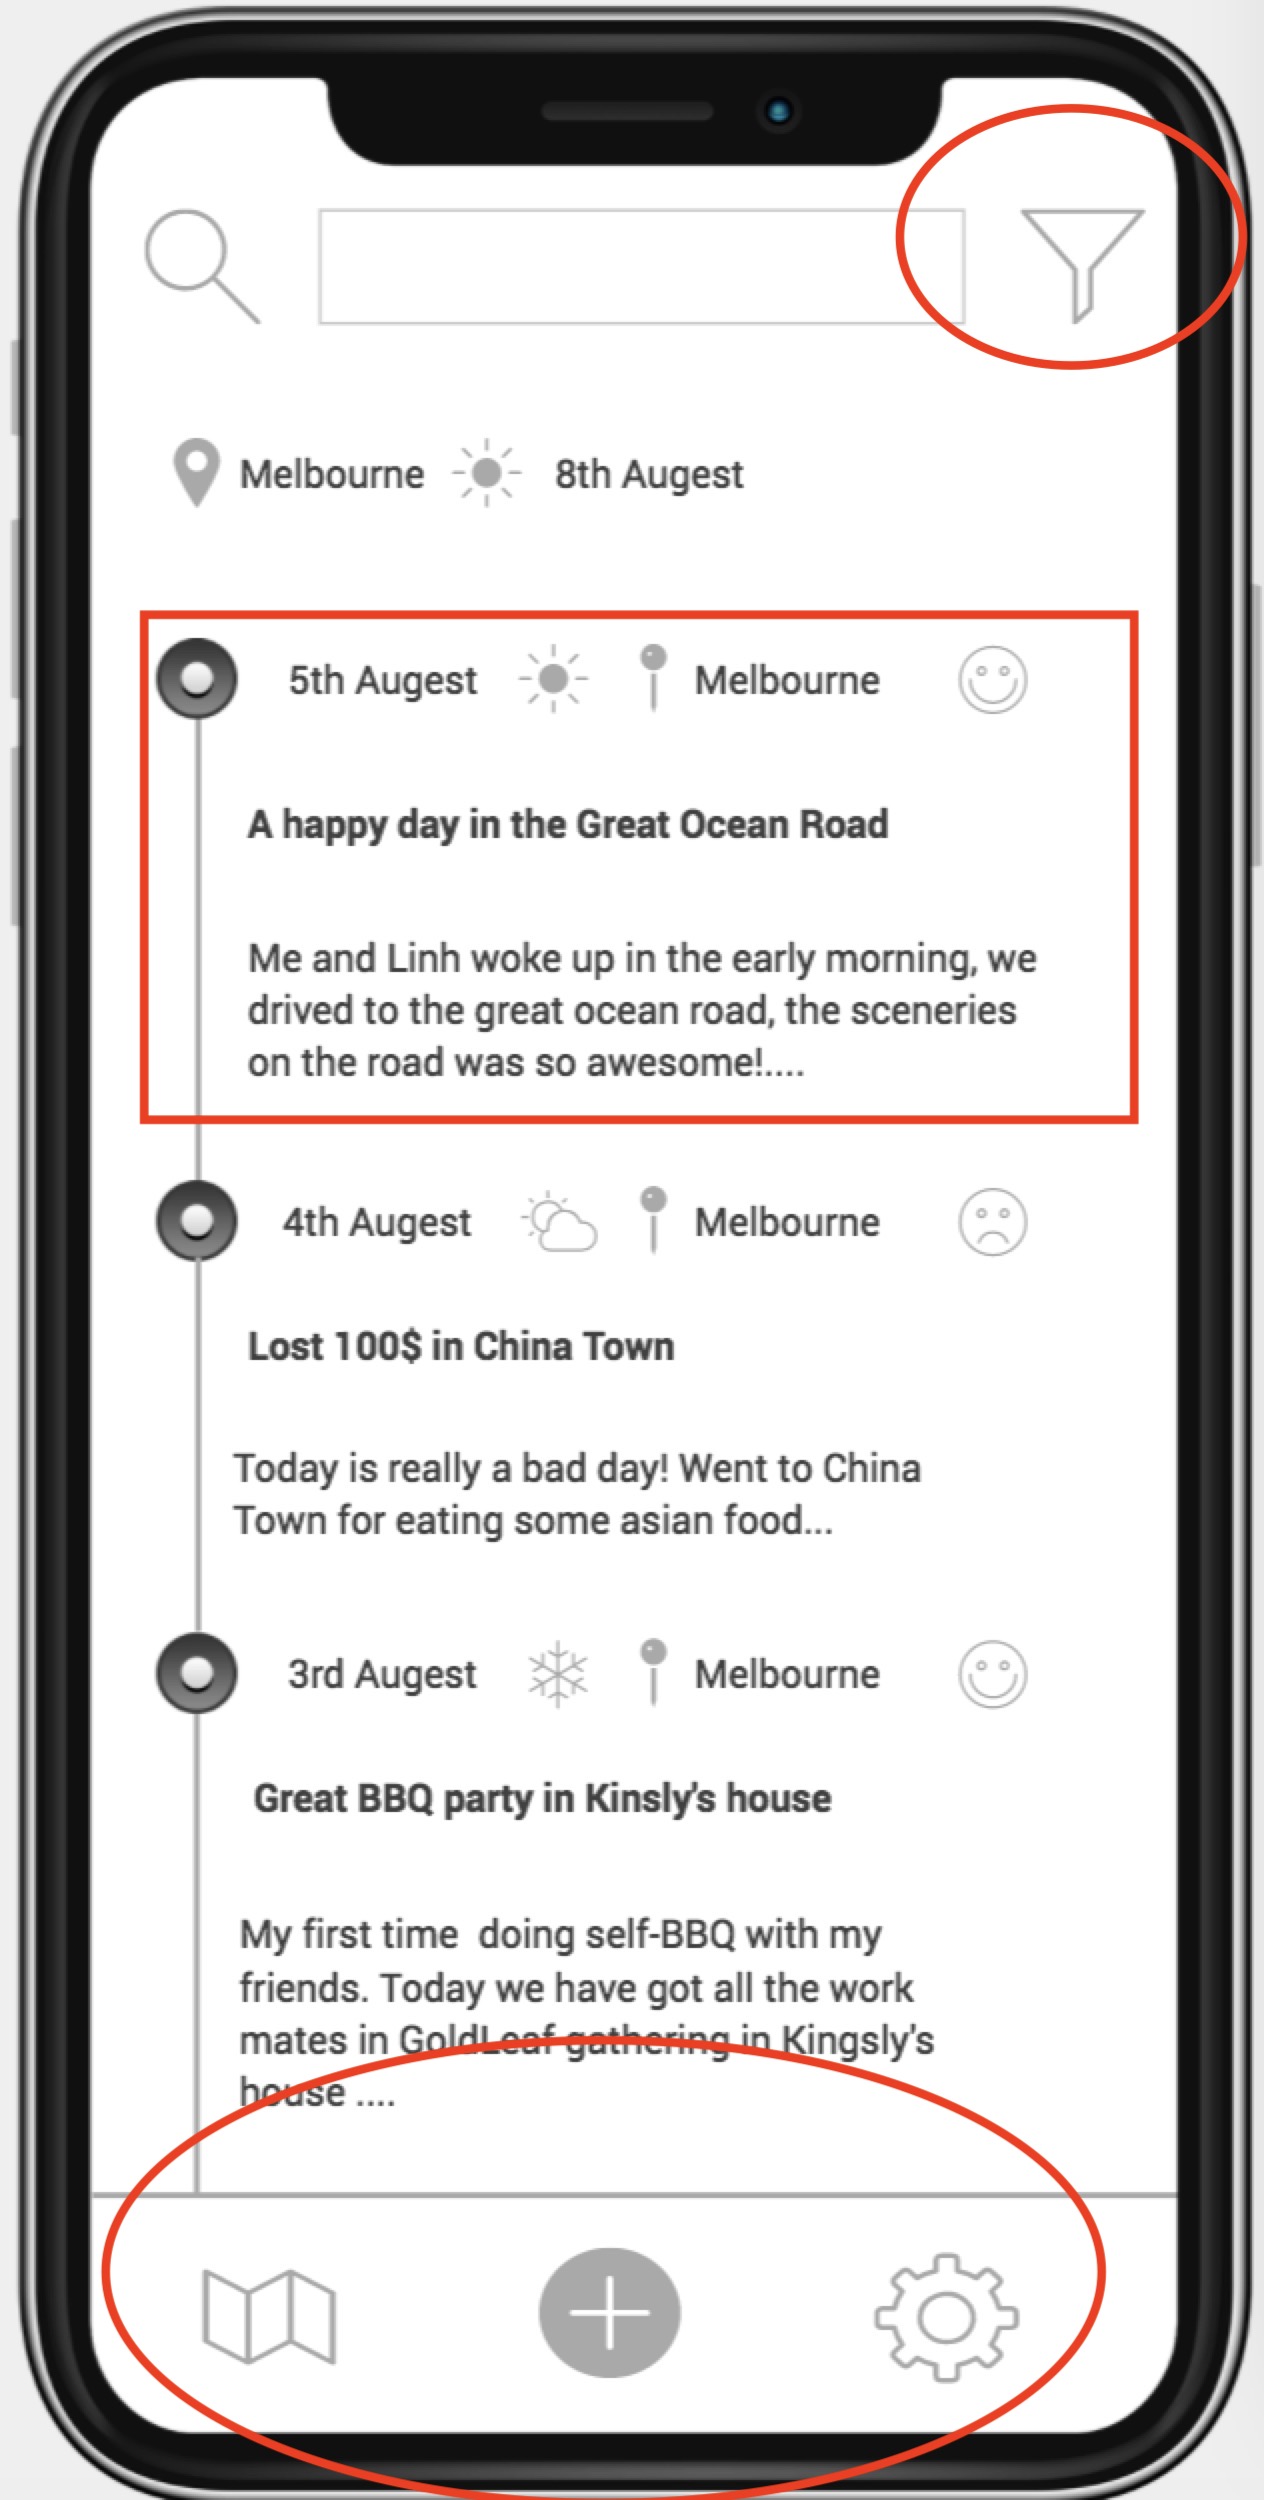 Melbourne 8th Augest
5th Augest Melbourne
A happy day in the Great Ocean Road
Me and Linh woke up in the early morning, we
drived to the great ocean road, the sceneries
on the road was so awesome!....
4th Augest Melbourne
Lost 100$ in China Town
Today is really a bad day! Went to China
Town for eating some asian food...
3rd Augest Melbourne
Great BBQ party in Kinsly's house
My first time  doing self-BBQ with my
friends. Today we have got all the work
mates in GoldLeaf gathering in Kingsly's
house ....